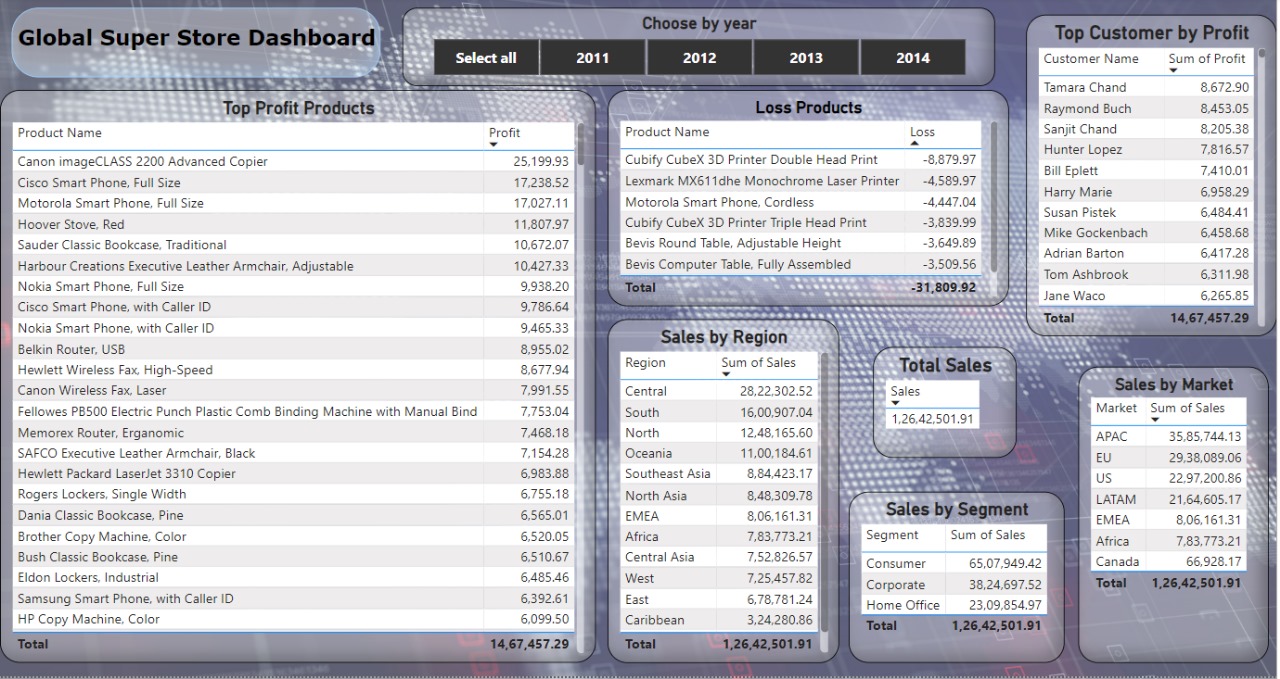 Global Super Store Dashboard
Choose by year
Select all 2011 2012 2013 2014
Top Profit Products
Product Name Profit
Canon imageCLASS 2200 Advanced Copier 25,199.93
Cisco Smart Phone, Full Size 17,238.52
Motorola Smart Phone, Full Size 17,027.11
Hoover Stove, Red 11,807.97
Sauder Classic Bookcase, Traditional 10,672.07
Harbour Creations Executive Leather Armchair, Adjustable 10,427.33
Nokia Smart Phone, Full Size 9,938.20
Cisco Smart Phone, with Caller ID 9,786.64
Nokia Smart Phone, with Caller ID 9,465.33
Belkin Router, USB 8,955.02
Hewlett Wireless Fax, High-Speed 8,677.94
Canon Wireless Fax, Laser 7,991.55
Fellowes PB500 Electric Punch Plastic Comb Binding Machine with Manual Bind 7,753.04
Memorex Router, Erganomic 7,468.18
SAFCO Executive Leather Armchair, Black 7,154.28
Hewlett Packard LaserJet 3310 Copier 6,983.88
Rogers Lockers, Single Width 6,755.18
Dania Classic Bookcase, Pine 6,565.01
Brother Copy Machine, Color 6,520.05
Bush Classic Bookcase, Pine 6,510.67
Eldon Lockers, Industrial 6,485.46
Samsung Smart Phone, with Caller ID 6,392.61
HP Copy Machine, Color 6,099.50
Total 14,67,457.29
Loss Products
Product Name Loss
Cubify CubeX 3D Printer Double Head Print -8,879.97
Lexmark MX611dhe Monochrome Laser Printer -4,589.97
Motorola Smart Phone, Cordless -4,447.04
Cubify CubeX 3D Printer Triple Head Print -3,839.99
Bevis Round Table, Adjustable Height -3,649.89
Bevis Computer Table, Fully Assembled -3,509.56
Total -31,809.92
Top Customer by Profit
Customer Name Sum of Profit
Tamara Chand 8,672.90
Raymond Buch 8,453.05
Sanjit Chand 8,205.38
Hunter Lopez 7,816.57
Bill Eplett 7,410.01
Harry Marie 6,958.29
Susan Pistek 6,484.41
Mike Gockenbach 6,458.68
Adrian Barton 6,417.28
Tom Ashbrook 6,311.98
Jane Waco 6,265.85
Total 14,67,457.29
Sales by Region
Region Sum of Sales
Central 28,22,302.52
South 16,00,907.04
North 12,48,165.60
Oceania 11,00,184.61
Southeast Asia 8,84,423.17
North Asia 8,48,309.78
EMEA 8,06,161.31
Africa 7,83,773.21
Central Asia 7,52,826.57
West 7,25,457.82
East 6,78,781.24
Caribbean 3,24,280.86
Total 1,26,42,501.91
Total Sales
Sales
1,26,42,501.91
Sales by Segment
Segment Sum of Sales
Consumer 65,07,949.42
Corporate 38,24,697.52
Home Office 23,09,854.97
Total 1,26,42,501.91
Sales by Market
Market Sum of Sales
APAC 35,85,744.13
EU 29,38,089.06
US 22,97,200.86
LATAM 21,64,605.17
EMEA 8,06,161.31
Africa 7,83,773.21
Canada 66,928.17
Total 1,26,42,501.91